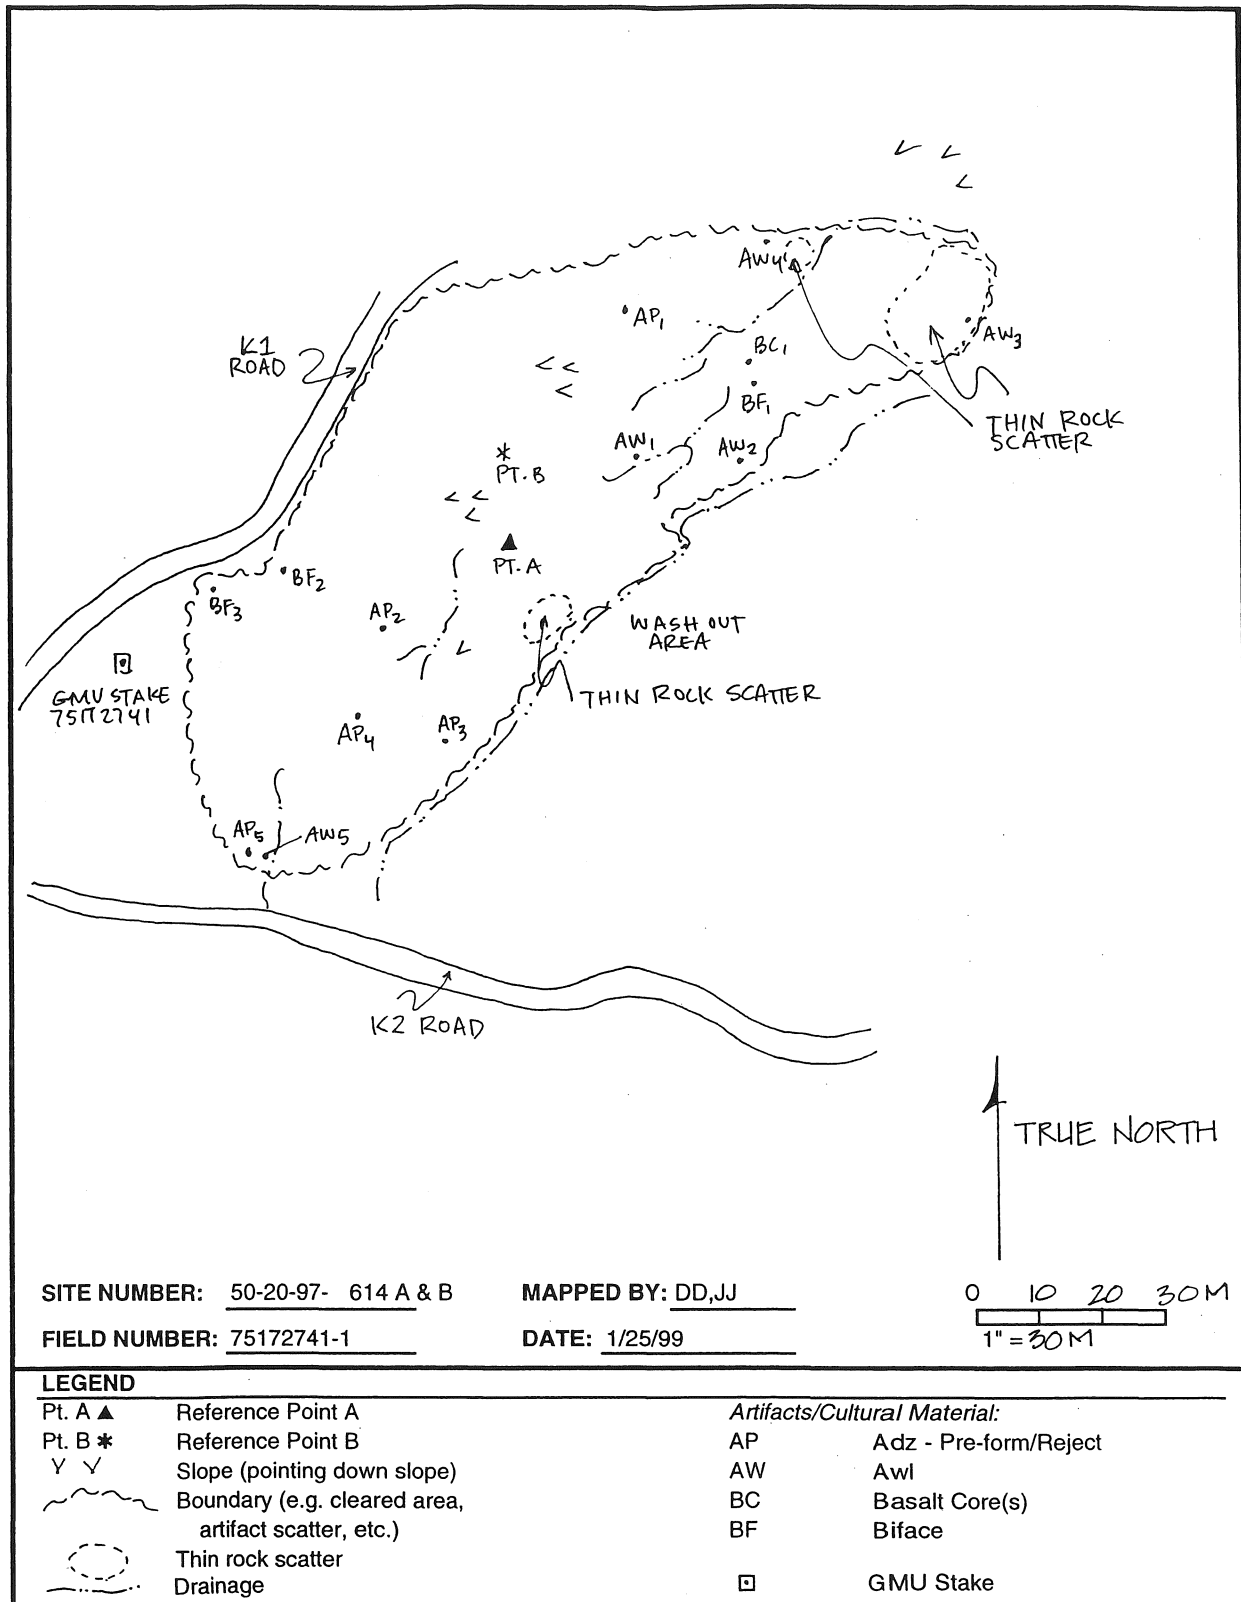 AW4
AP1
K1
ROAD
BC1
AW3
BF1
THIN ROCK
SCATTER
AW1
AW2
PT. B
PT. A
BF2
BF3
AP2
WASH OUT
AREA
GMU STAKE
75172741
THIN ROCK SCATTER
AP4
AP3
AP5
AW5
K2 ROAD
TRUE NORTH
SITE NUMBER: 50-20-97- 614 A & B
MAPPED BY: DD,JJ
0 10 20 30 M
FIELD NUMBER: 75172741-1
DATE: 1/25/99
1" = 30 M
LEGEND
Pt. A ▲ Reference Point A
Pt. B * Reference Point B
Slope (pointing down slope)
Boundary (e.g. cleared area,
artifact scatter, etc.)
Thin rock scatter
Drainage
Artifacts/Cultural Material:
AP Adz - Pre-form/Reject
AW Awl
BC Basalt Core(s)
BF Biface
GMU Stake